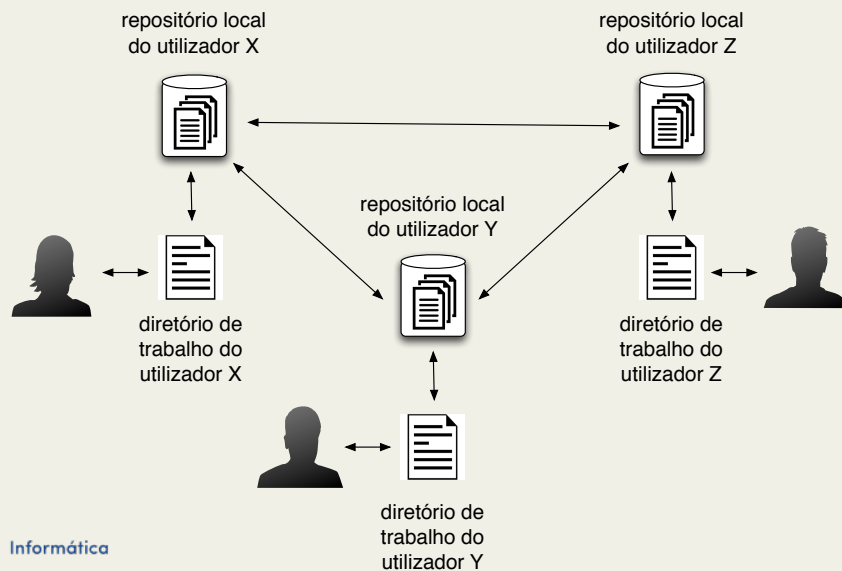 repositório local
do utilizador X
repositório local
do utilizador Z
repositório local
do utilizador Y
diretório de
trabalho do
utilizador X
diretório de
trabalho do
utilizador Z
diretório de
trabalho do
utilizador Y
Informática